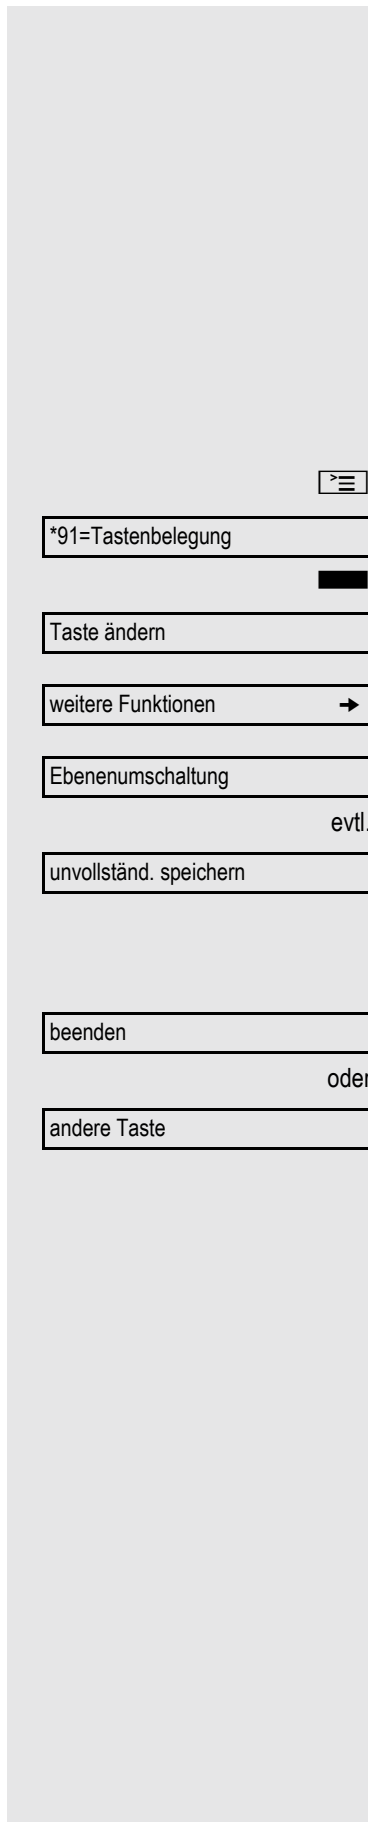 *91=Tastenbelegung
Taste ändern
weitere Funktionen
Ebenenumschaltung
evtl.
unvollständ. speichern
beenden
oder
andere Taste